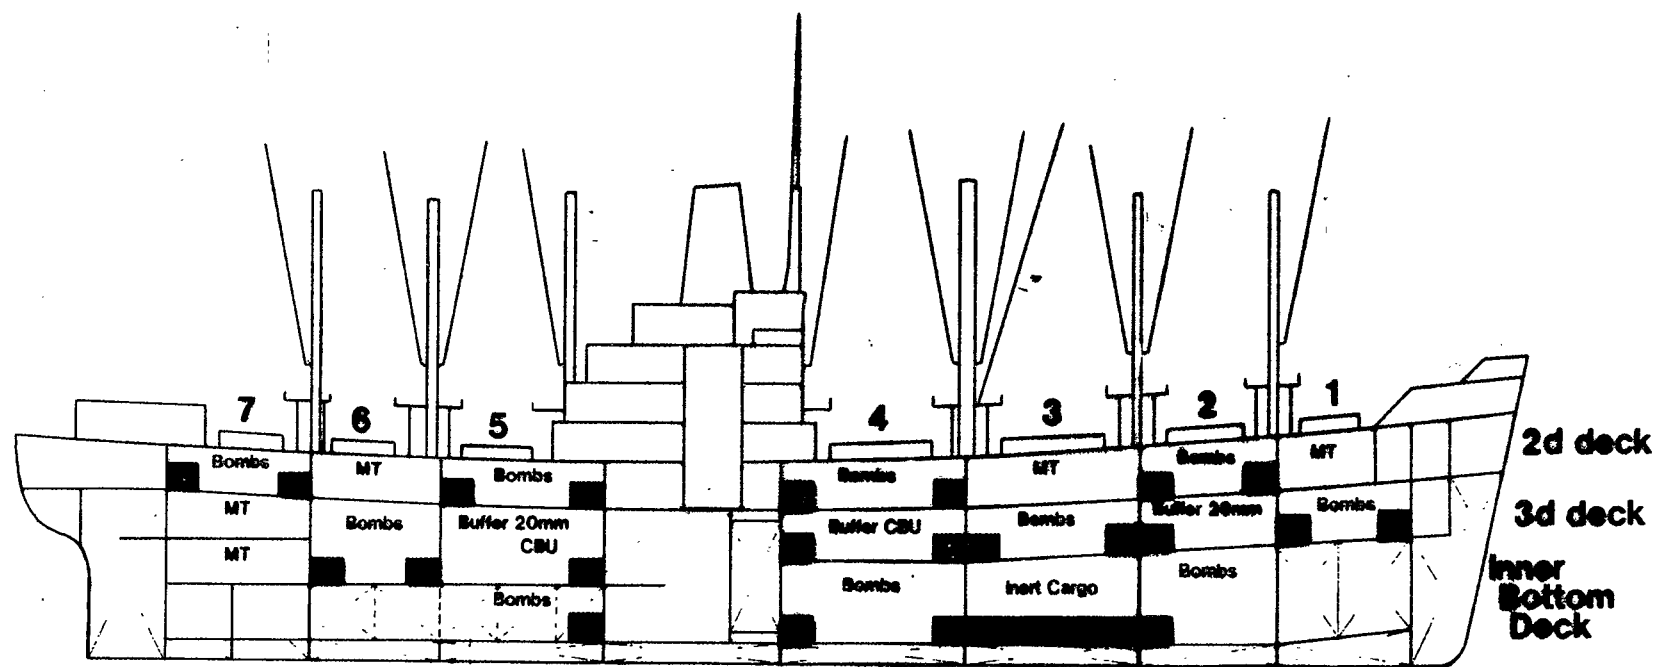 7 6 5 4 3 2 1
2d deck
Bombs MT Bombs Bombs MT Bombs MT
3d deck
MT Bombs Buffer 20mm
CBU
Buffer CBU Bombs Buffer 20mm Bombs
MT
Inner
Bottom
Deck
Bombs Bombs Inert Cargo Bombs